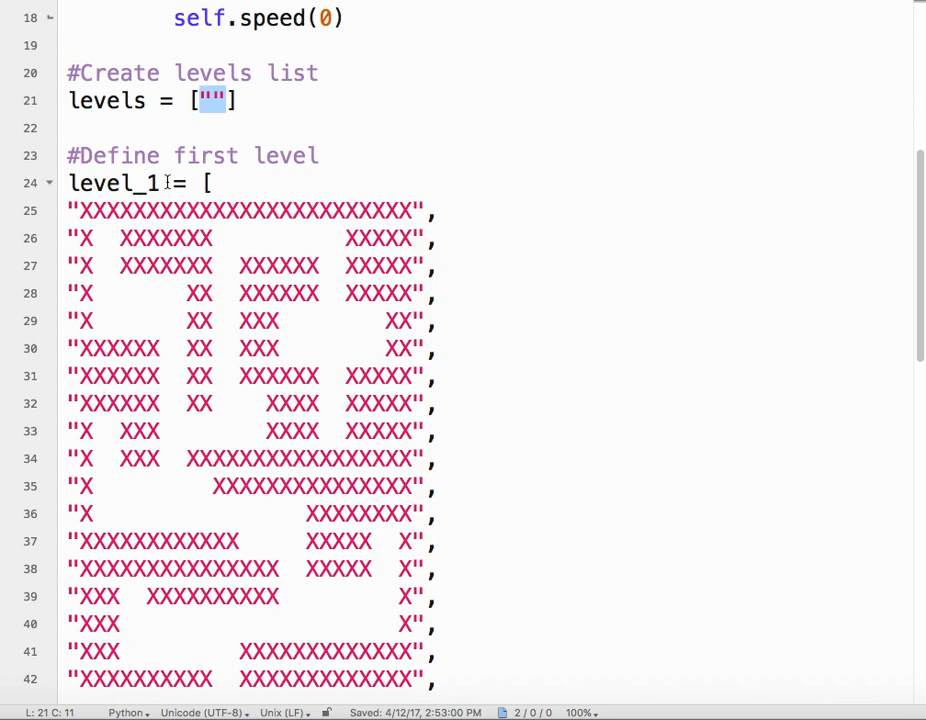 18 self.speed(0)
19
20 #Create levels list
21 levels = [""]
22
23 #Define first level
24 level_1 = [
25 "XXXXXXXXXXXXXXXXXXXXXXXXX",
26 "X  XXXXXXX          XXXXX",
27 "X  XXXXXXX  XXXXXX  XXXXX",
28 "X       XX  XXXXXX  XXXXX",
29 "X       XX  XXX        XX",
30 "XXXXXX  XX  XXX        XX",
31 "XXXXXX  XX  XXXXXX  XXXXX",
32 "XXXXXX  XX    XXXX  XXXXX",
33 "X  XXX        XXXX  XXXXX",
34 "X  XXX  XXXXXXXXXXXXXXXXX",
35 "X         XXXXXXXXXXXXXXX",
36 "X                XXXXXXXX",
37 "XXXXXXXXXXXX     XXXXX  X",
38 "XXXXXXXXXXXXXXX  XXXXX  X",
39 "XXX  XXXXXXXXXX         X",
40 "XXX                     X",
41 "XXX         XXXXXXXXXXXXX",
42 "XXXXXXXXXX  XXXXXXXXXXXXX",
L: 21 C: 11 Python Unicode (UTF-8) Unix (LF) Saved: 4/12/17, 2:53:00 PM 2 / 0 / 0 100%